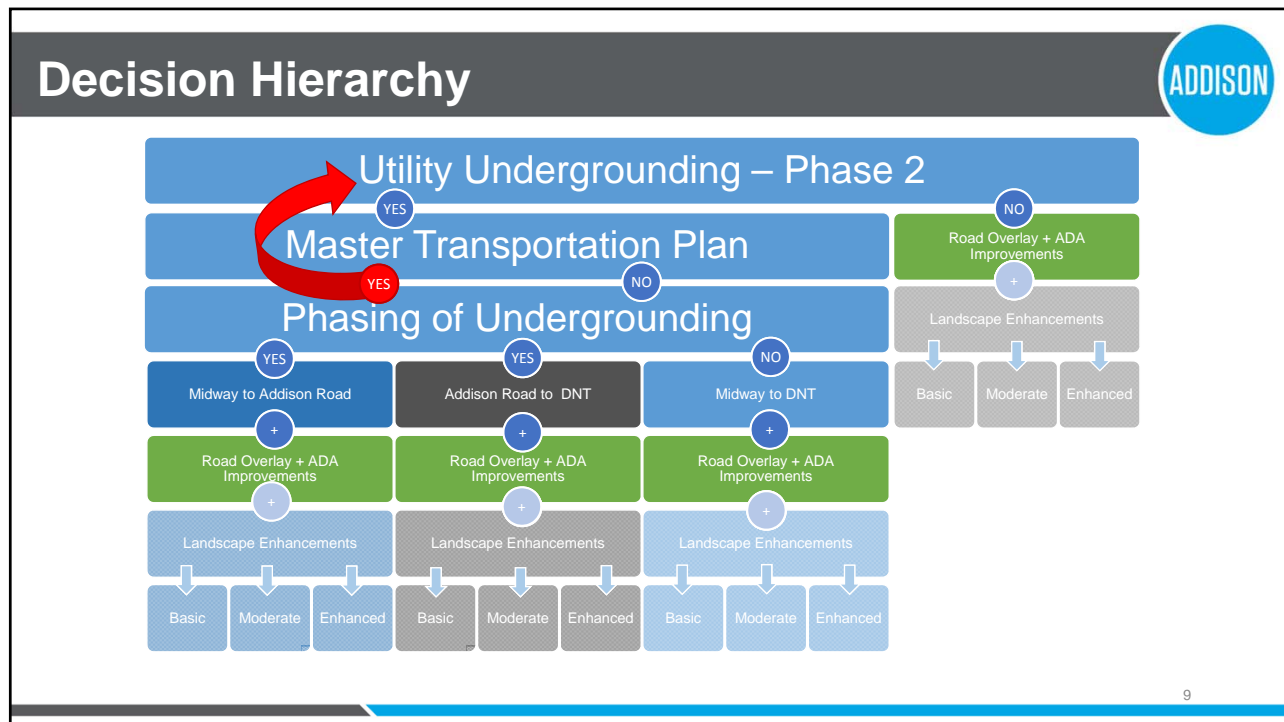 Decision Hierarchy
ADDISON
Utility Undergrounding – Phase 2
YES
NO
Master Transportation Plan
Road Overlay + ADA
Improvements
YES
NO
+
Phasing of Undergrounding
Landscape Enhancements
YES
YES
NO
Midway to Addison Road
Addison Road to DNT
Midway to DNT
Basic
Moderate
Enhanced
+
+
+
Road Overlay + ADA
Improvements
Road Overlay + ADA
Improvements
Road Overlay + ADA
Improvements
+
+
+
Landscape Enhancements
Landscape Enhancements
Landscape Enhancements
Basic
Moderate
Enhanced
Basic
Moderate
Enhanced
Basic
Moderate
Enhanced
9